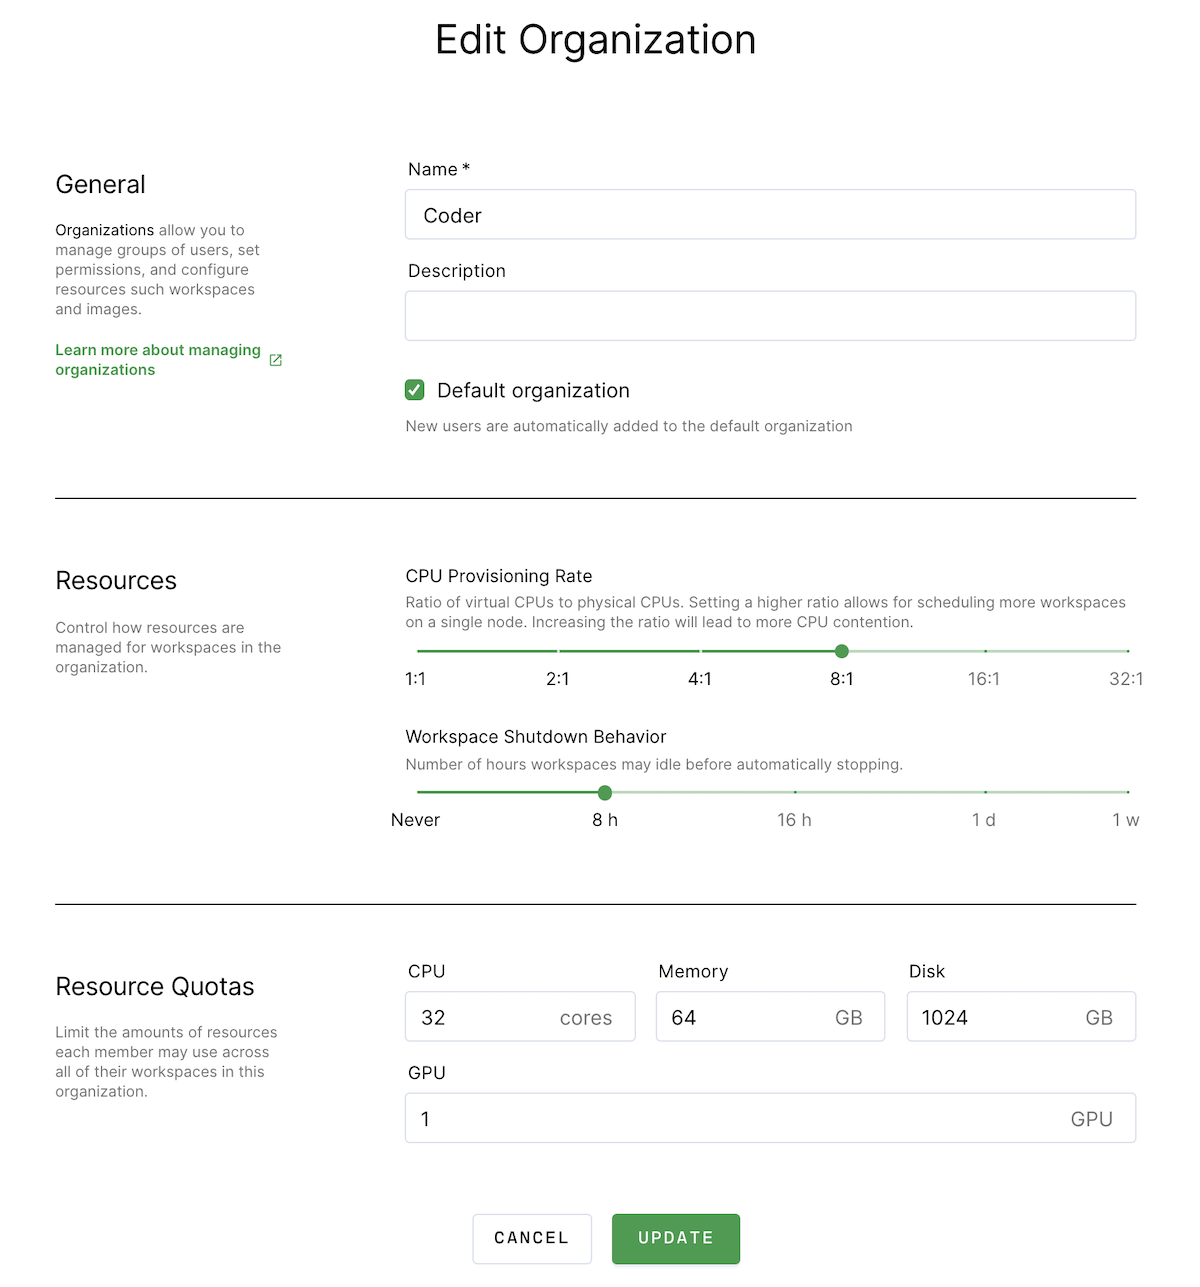 Edit Organization
General
Organizations allow you to
manage groups of users, set
permissions, and configure
resources such workspaces
and images.
Learn more about managing
organizations
Name *
Coder
Description
Default organization
New users are automatically added to the default organization
Resources
Control how resources are
managed for workspaces in the
organization.
CPU Provisioning Rate
Ratio of virtual CPUs to physical CPUs. Setting a higher ratio allows for scheduling more workspaces
on a single node. Increasing the ratio will lead to more CPU contention.
1:1 2:1 4:1 8:1 16:1 32:1
Workspace Shutdown Behavior
Number of hours workspaces may idle before automatically stopping.
Never 8 h 16 h 1 d 1 w
Resource Quotas
Limit the amounts of resources
each member may use across
all of their workspaces in this
organization.
CPU Memory Disk
32 cores 64 GB 1024 GB
GPU
1 GPU
CANCEL UPDATE